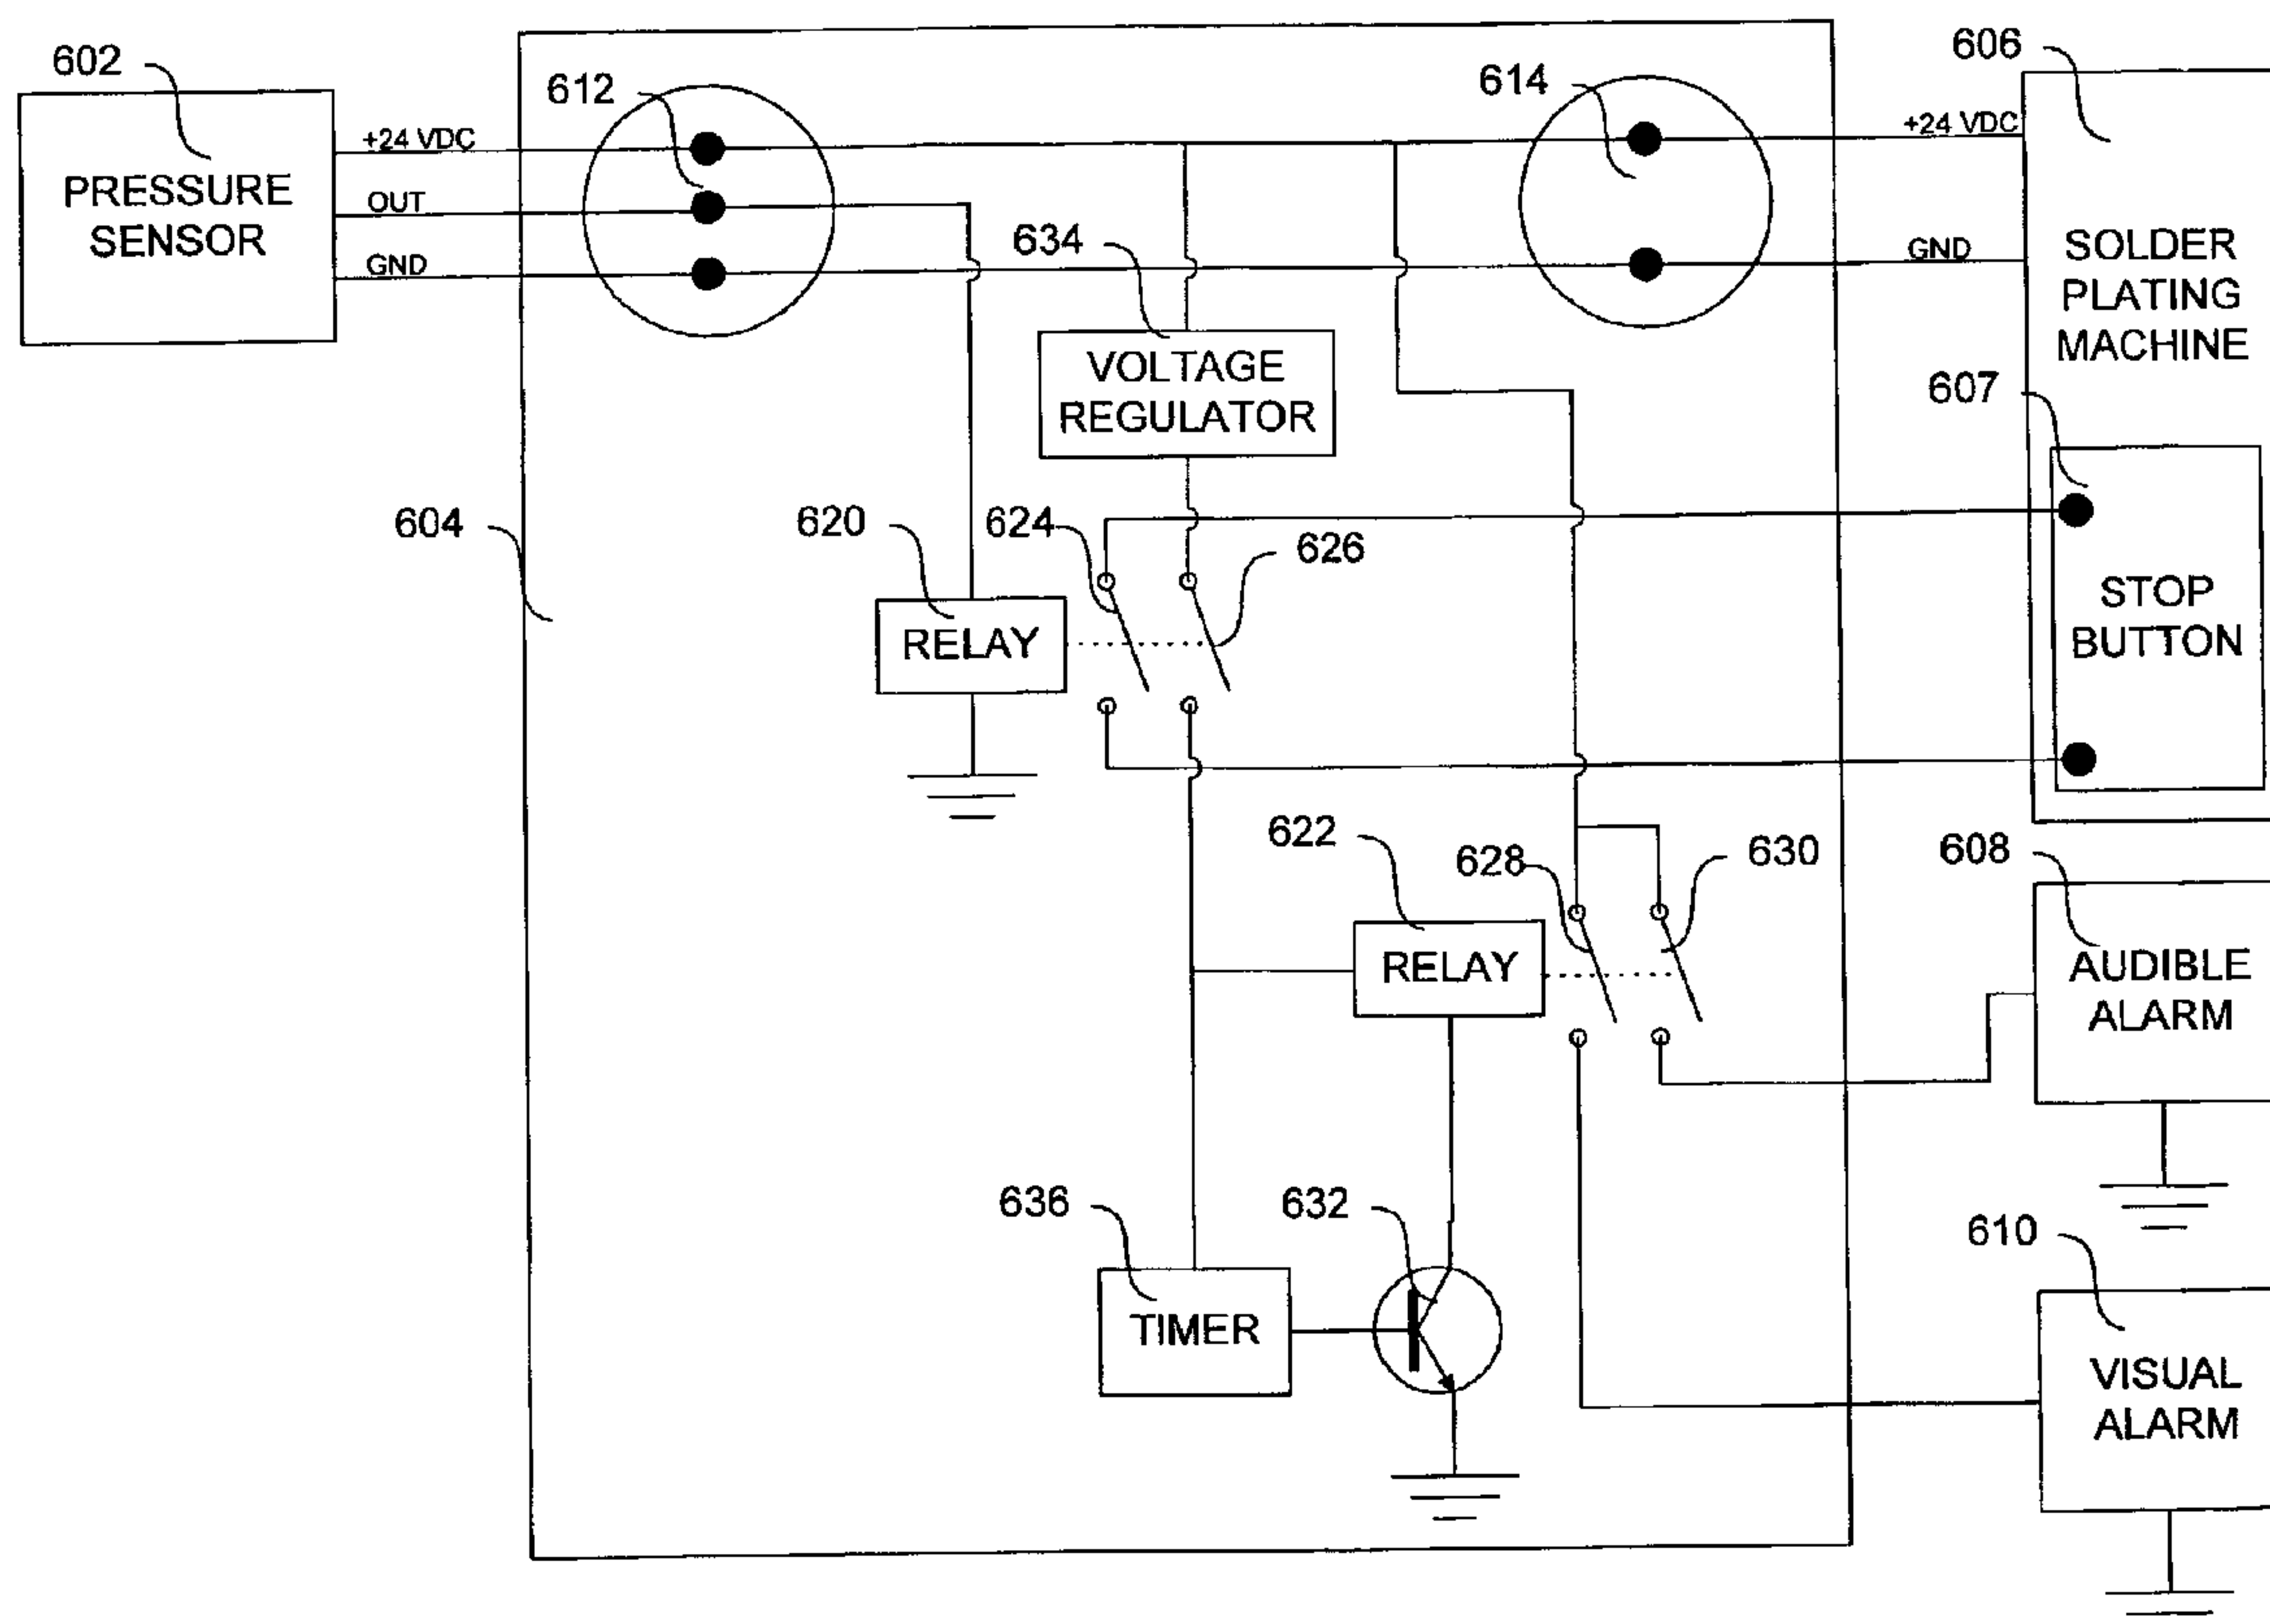 602
612
614
606
+24 VDC
+24 VDC
PRESSURE
SENSOR
OUT
GND
634
GND
SOLDER
PLATING
MACHINE
VOLTAGE
REGULATOR
607
604
620
624
626
STOP
BUTTON
RELAY
622
628
630
608
RELAY
AUDIBLE
ALARM
636
632
610
TIMER
VISUAL
ALARM